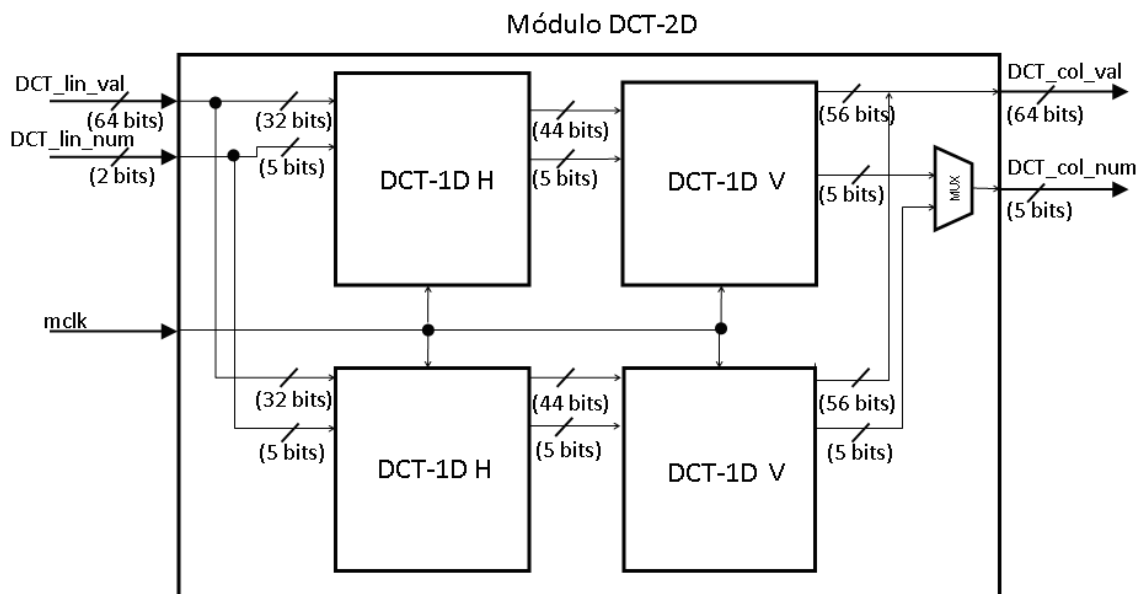 Módulo DCT-2D
DCT_lin_val
(64 bits)
DCT_lin_num
(2 bits)
mclk
(32 bits)
(5 bits)
DCT-1D H
(44 bits)
(5 bits)
DCT-1D V
(56 bits)
(5 bits)
MUX
DCT_col_val
(64 bits)
DCT_col_num
(5 bits)
(32 bits)
(5 bits)
DCT-1D H
(44 bits)
(5 bits)
DCT-1D V
(56 bits)
(5 bits)